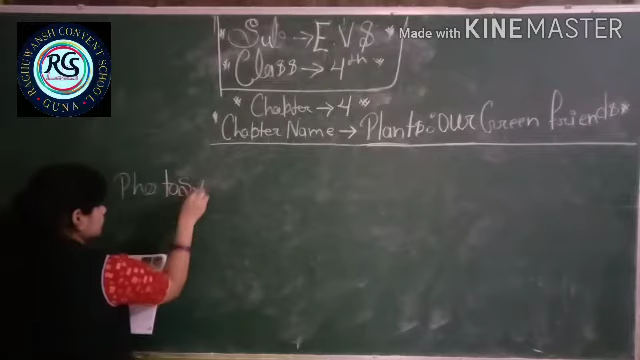 * Sub → E.V.S *
* Class → 4th *
* Chapter → 4 *
* Chapter Name → Plants: Our Green friends *
Photos
Made with KINEMASTER
RAGHUWANSH CONVENT SCHOOL
RCS
GUNA